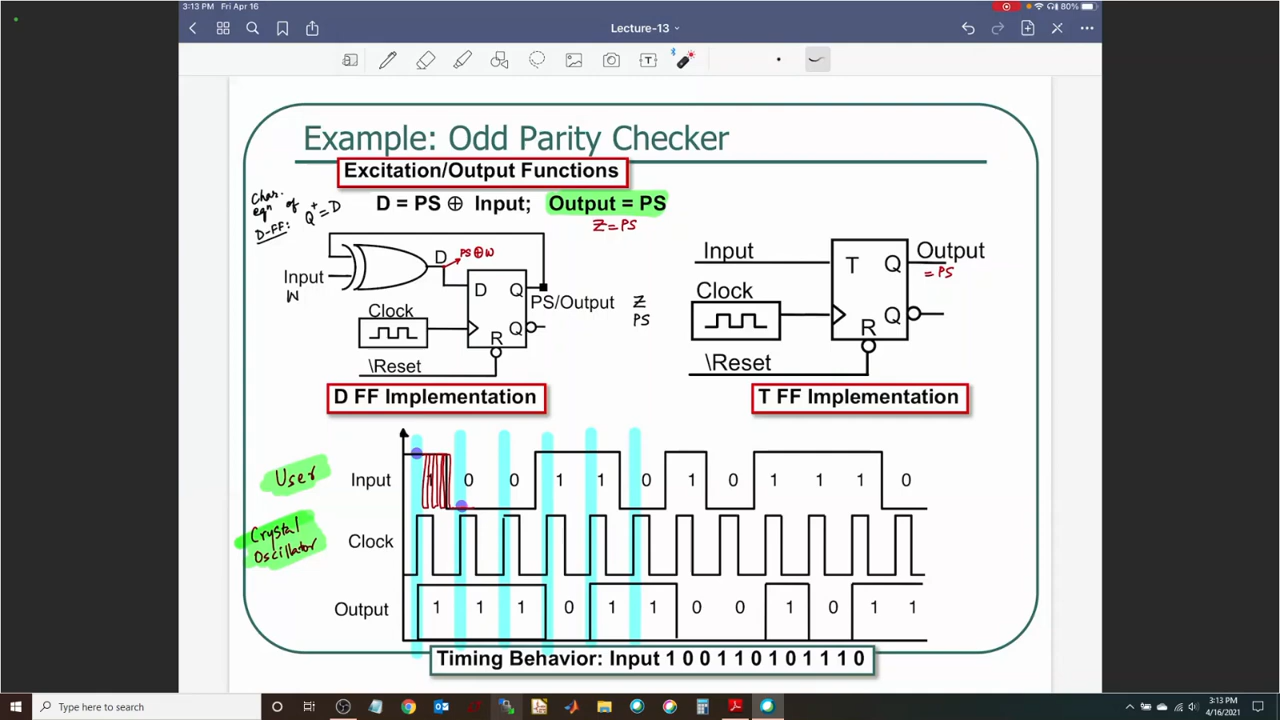 3:13 PM Fri Apr 16
80%
Lecture-13
Example: Odd Parity Checker
Excitation/Output Functions
Char. eqn of D-FF: Q+ = D
D = PS ⊕ Input; Output = PS
Z = PS
D
PS⊕W
Input
W
D Q
PS/Output
Z
PS
Clock
Q
R
\Reset
D FF Implementation
Input
Output
= PS
T Q
Clock
Q
R
\Reset
T FF Implementation
User
Input 1 0 0 1 1 0 1 0 1 1 1 0
Crystal Oscillator
Clock
Output 1 1 1 0 1 1 0 0 1 0 1 1
Timing Behavior: Input 1 0 0 1 1 0 1 0 1 1 1 0
Type here to search
3:13 PM
4/16/2021